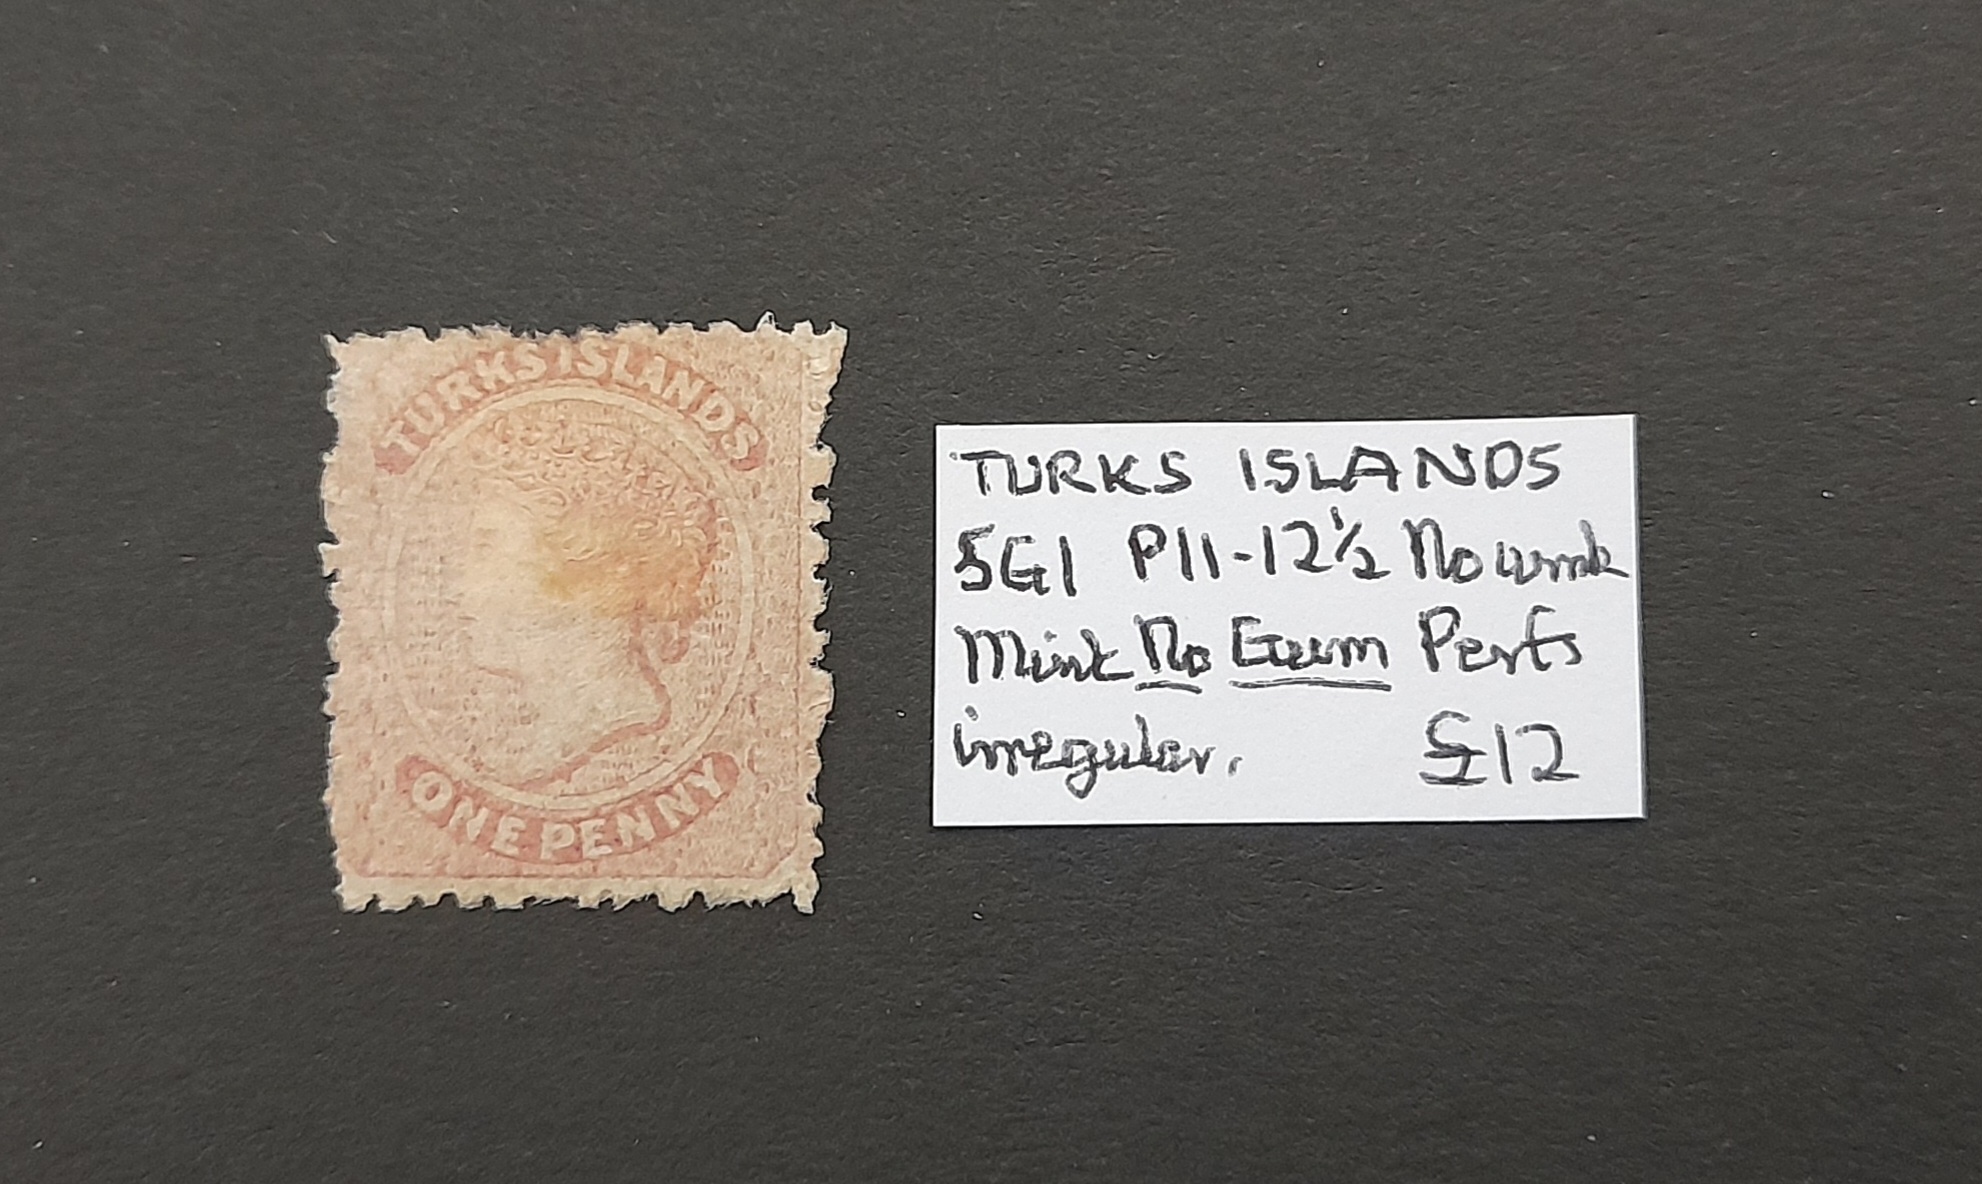 TURKS ISLANDS
ONE PENNY
TURKS ISLANDS
SG1 P11-12½ No wmk
Mint No Gum Perfs
irregular. £12